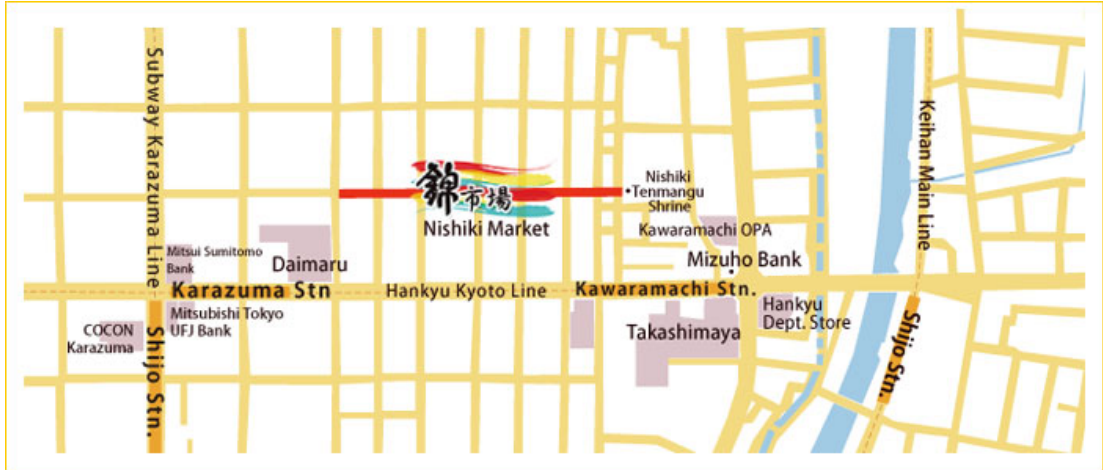 Subway Karazuma Line
Keihan Main Line
錦市場
Nishiki Market
Nishiki
Tenmangu
Shrine
Kawaramachi OPA
Mitsui Sumitomo
Bank
Daimaru
Mizuho Bank
Karazuma Stn
Hankyu Kyoto Line
Kawaramachi Stn.
Mitsubishi Tokyo
UFJ Bank
COCON
Karazuma
Shijo Stn.
Takashimaya
Hankyu
Dept. Store
Shijo Stn.